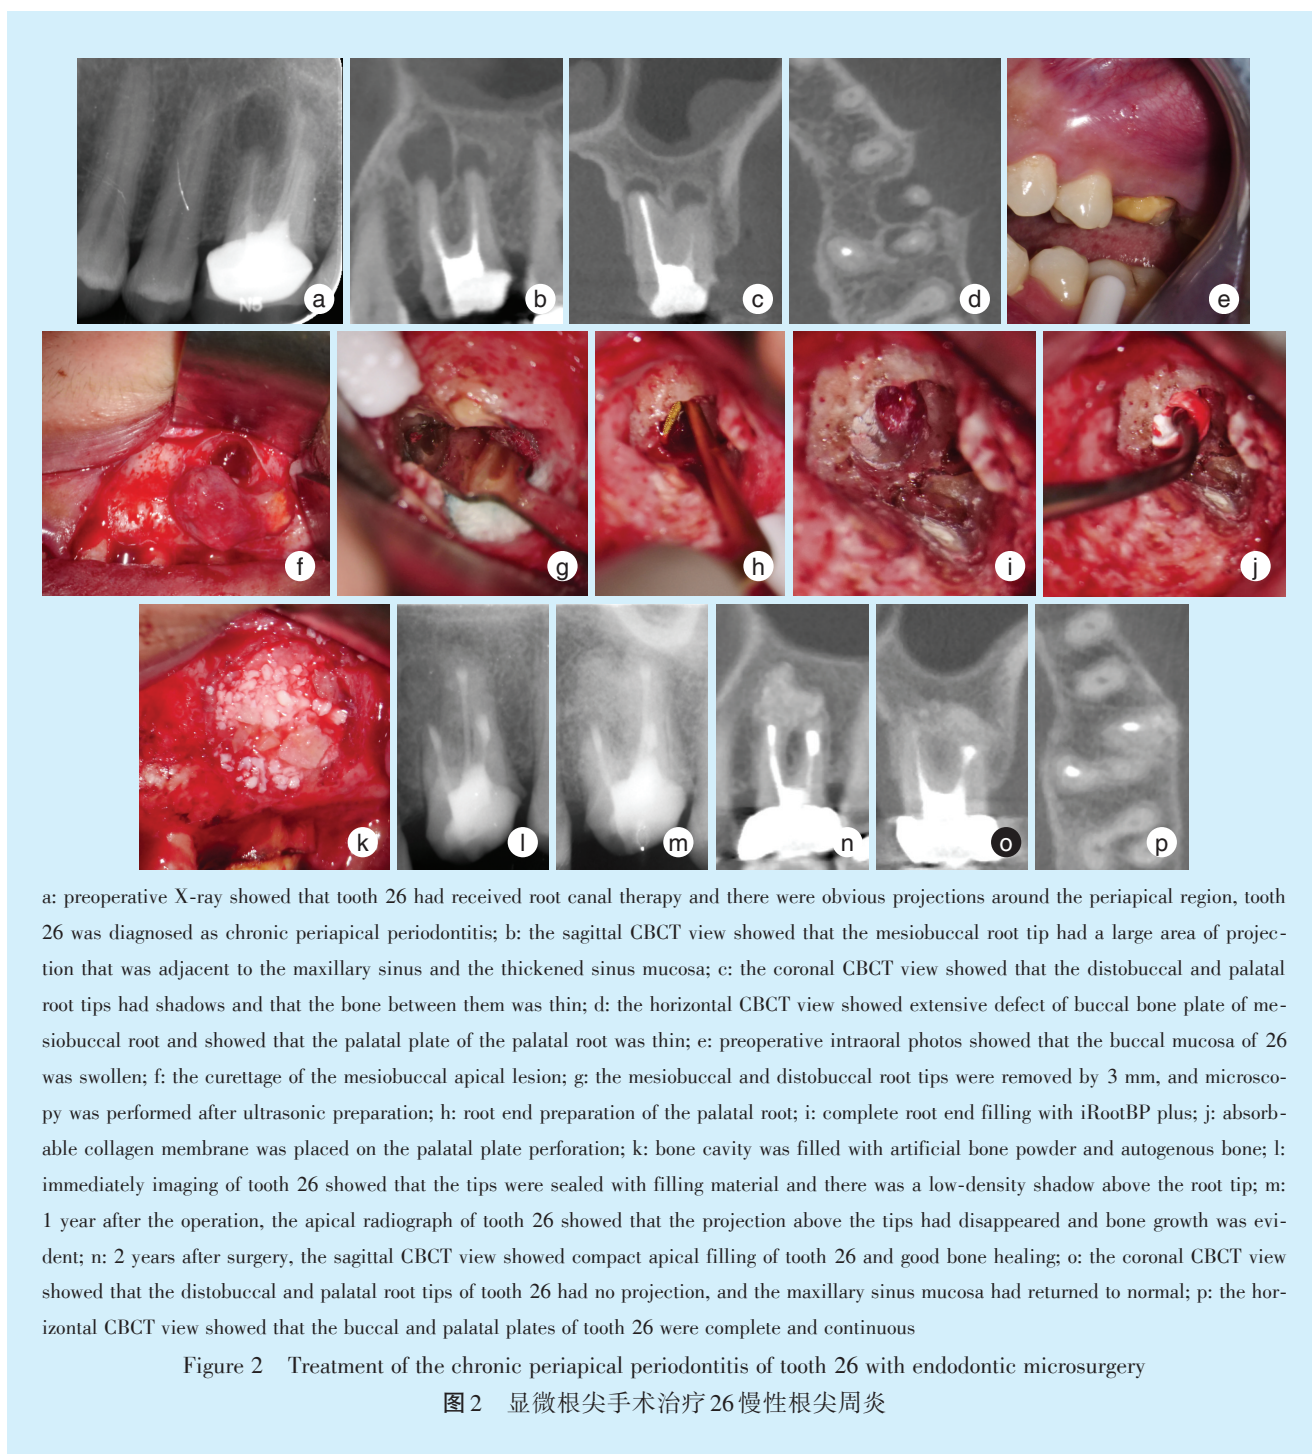 N5
a
b
c
d
e
f
g
h
i
j
k
l
m
n
o
p
a: preoperative X-ray showed that tooth 26 had received root canal therapy and there were obvious projections around the periapical region, tooth
26 was diagnosed as chronic periapical periodontitis; b: the sagittal CBCT view showed that the mesiobuccal root tip had a large area of projec-
tion that was adjacent to the maxillary sinus and the thickened sinus mucosa; c: the coronal CBCT view showed that the distobuccal and palatal
root tips had shadows and that the bone between them was thin; d: the horizontal CBCT view showed extensive defect of buccal bone plate of me-
siobuccal root and showed that the palatal plate of the palatal root was thin; e: preoperative intraoral photos showed that the buccal mucosa of 26
was swollen; f: the curettage of the mesiobuccal apical lesion; g: the mesiobuccal and distobuccal root tips were removed by 3 mm, and microsco-
py was performed after ultrasonic preparation; h: root end preparation of the palatal root; i: complete root end filling with iRootBP plus; j: absorb-
able collagen membrane was placed on the palatal plate perforation; k: bone cavity was filled with artificial bone powder and autogenous bone; l:
immediately imaging of tooth 26 showed that the tips were sealed with filling material and there was a low-density shadow above the root tip; m:
1 year after the operation, the apical radiograph of tooth 26 showed that the projection above the tips had disappeared and bone growth was evi-
dent; n: 2 years after surgery, the sagittal CBCT view showed compact apical filling of tooth 26 and good bone healing; o: the coronal CBCT view
showed that the distobuccal and palatal root tips of tooth 26 had no projection, and the maxillary sinus mucosa had returned to normal; p: the hor-
izontal CBCT view showed that the buccal and palatal plates of tooth 26 were complete and continuous
Figure 2 Treatment of the chronic periapical periodontitis of tooth 26 with endodontic microsurgery
图2 显微根尖手术治疗26慢性根尖周炎